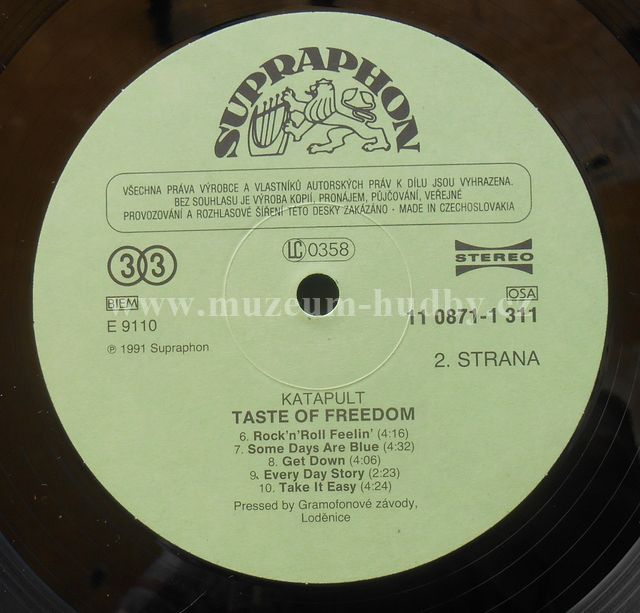 SUPRAPHON
VŠECHNA PRÁVA VÝROBCE A VLASTNÍKŮ AUTORSKÝCH PRÁV K DÍLU JSOU VYHRAZENA.
BEZ SOUHLASU JE VÝROBA KOPIÍ, PRONÁJEM, PŮJČOVÁNÍ, VEŘEJNÉ
PROVOZOVÁNÍ A ROZHLASOVÉ ŠÍŘENÍ TÉTO DESKY ZAKÁZÁNO · MADE IN CZECHOSLOVAKIA
33
LC 0358
STEREO
BIEM
OSA
www.muzeum-hudby.cz
E 9110
11 0871-1 311
℗ 1991 Supraphon
2. STRANA
KATAPULT
TASTE OF FREEDOM
6. Rock'n'Roll Feelin' (4:16)
7. Some Days Are Blue (4:32)
8. Get Down (4:06)
9. Every Day Story (2:23)
10. Take It Easy (4:24)
Pressed by Gramofonové závody,
Loděnice